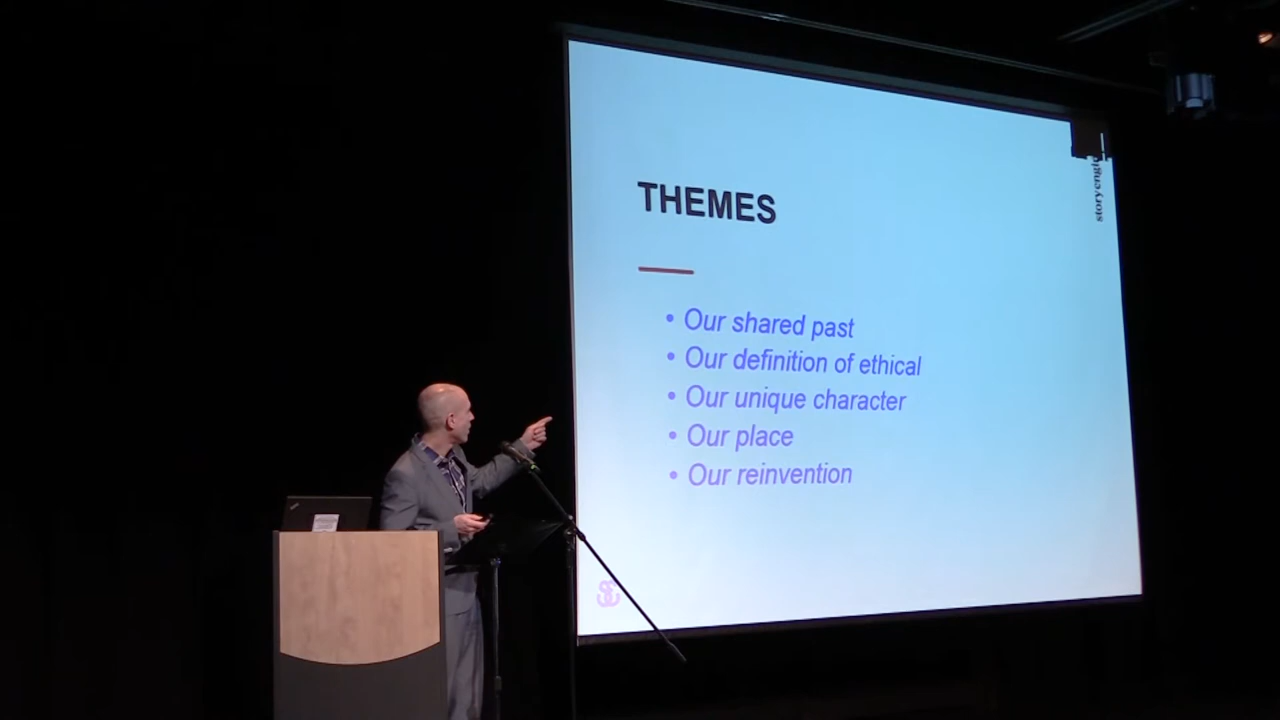 THEMES
• Our shared past
• Our definition of ethical
• Our unique character
• Our place
• Our reinvention